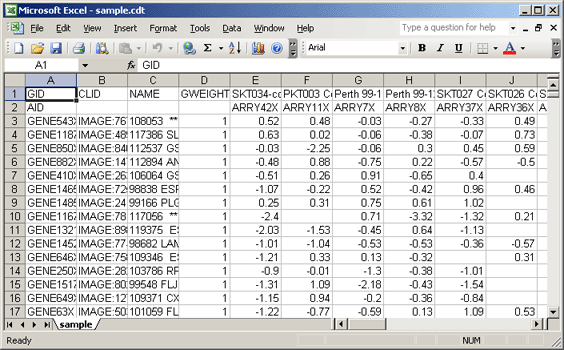 Microsoft Excel - sample.cdt
File Edit View Insert Format Tools Data Window Help Type a question for help
Arial B I U
A1 fx GID
A B C D E F G H I J
1 GID CLID NAME GWEIGHT SKT034-co PKT003 Co Perth 99-1 Perth 99-1 SKT027 Co SKT026 Co S
2 AID ARRY42X ARRY11X ARRY7X ARRY8X ARRY37X ARRY36X A
3 GENE543X IMAGE:76 108053 ** 1 0.52 0.48 -0.03 -0.27 -0.33 0.49
4 GENE118 IMAGE:48 117386 SL 1 0.63 0.02 -0.06 -0.38 -0.07 -0.03
5 GENE850 IMAGE:84 112537 GS 1 -0.03 -2.25 -0.06 0.3 0.45 0.59
6 GENE882X IMAGE:14 112894 AN 1 -0.48 0.88 -0.75 0.22 -0.57 -0.5
7 GENE410 IMAGE:26 106064 GS 1 -0.51 0.26 0.91 -0.65 0.4
8 GENE146 IMAGE:72 98838 ESF 1 -1.07 -0.22 0.52 -0.42 0.96 0.46
9 GENE148 IMAGE:24 99166 PLG 1 0.25 0.31 0.75 0.61 1.02
10 GENE116 IMAGE:78 117056 ** 1 -2.4 0.71 -3.32 -1.32 0.21
11 GENE132 IMAGE:89 119375 ES 1 -2.03 -1.53 -0.45 0.64 -1.13
12 GENE145 IMAGE:77 98682 LAM 1 -1.01 -1.04 -0.53 -0.53 -0.36 -0.57
13 GENE646 IMAGE:75 109346 ES 1 -1.21 0.33 0.13 -0.32 0.31
14 GENE250 IMAGE:28 103786 RF 1 -0.9 -0.01 -1.3 -0.38 -1.01
15 GENE151 IMAGE:80 99548 FLJ 1 -1.31 1.09 -2.18 -0.43 -1.54
16 GENE649 IMAGE:12 109371 CX 1 -1.15 0.94 -0.2 -0.36 -0.84
17 GENE63X IMAGE:50 101059 FL 1 -1.22 -0.77 -0.59 0.13 1.09 0.53
sample
Ready NUM